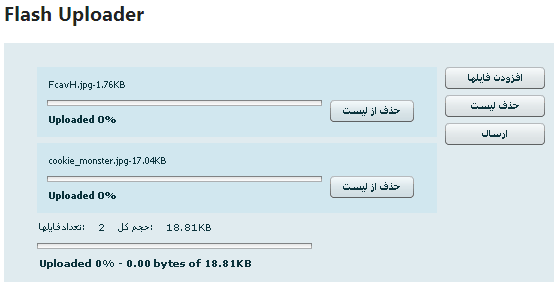 Flash Uploader
FcavH.jpg-1.76KB
حذف از لیست
Uploaded 0%
cookie_monster.jpg-17.04KB
حذف از لیست
Uploaded 0%
تعدادفایلها: 2 حجم کل: 18.81KB
Uploaded 0% - 0.00 bytes of 18.81KB
افزودن فایلها
حذف لیست
ارسال